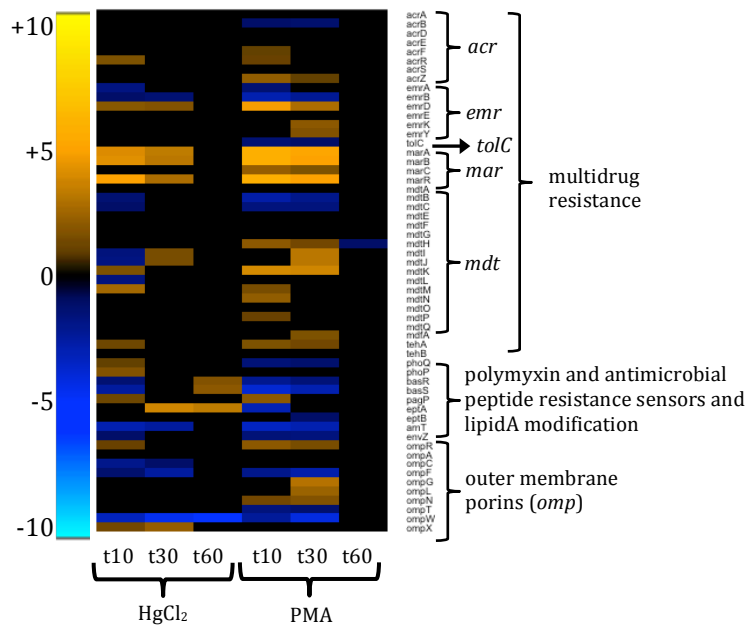 +10
+5
0
-5
-10
acrA
acrB
acrD
acrE
acrF
acrR
acrS
acrZ
emrA
emrB
emrD
emrE
emrK
emrY
tolC
marA
marB
marC
marR
mdtA
mdtB
mdtC
mdtE
mdtF
mdtG
mdtH
mdtI
mdtJ
mdtK
mdtL
mdtM
mdtN
mdtO
mdtP
mdtQ
mdfA
tehA
tehB
phoQ
phoP
basR
basS
pagP
eptA
eptB
arnT
envZ
ompR
ompA
ompC
ompF
ompG
ompL
ompN
ompT
ompW
ompX
acr
emr
tolC
mar
mdt
multidrug
resistance
polymyxin and antimicrobial
peptide resistance sensors and
lipidA modification
outer membrane
porins (omp)
t10 t30 t60 t10 t30 t60
HgCl₂ PMA